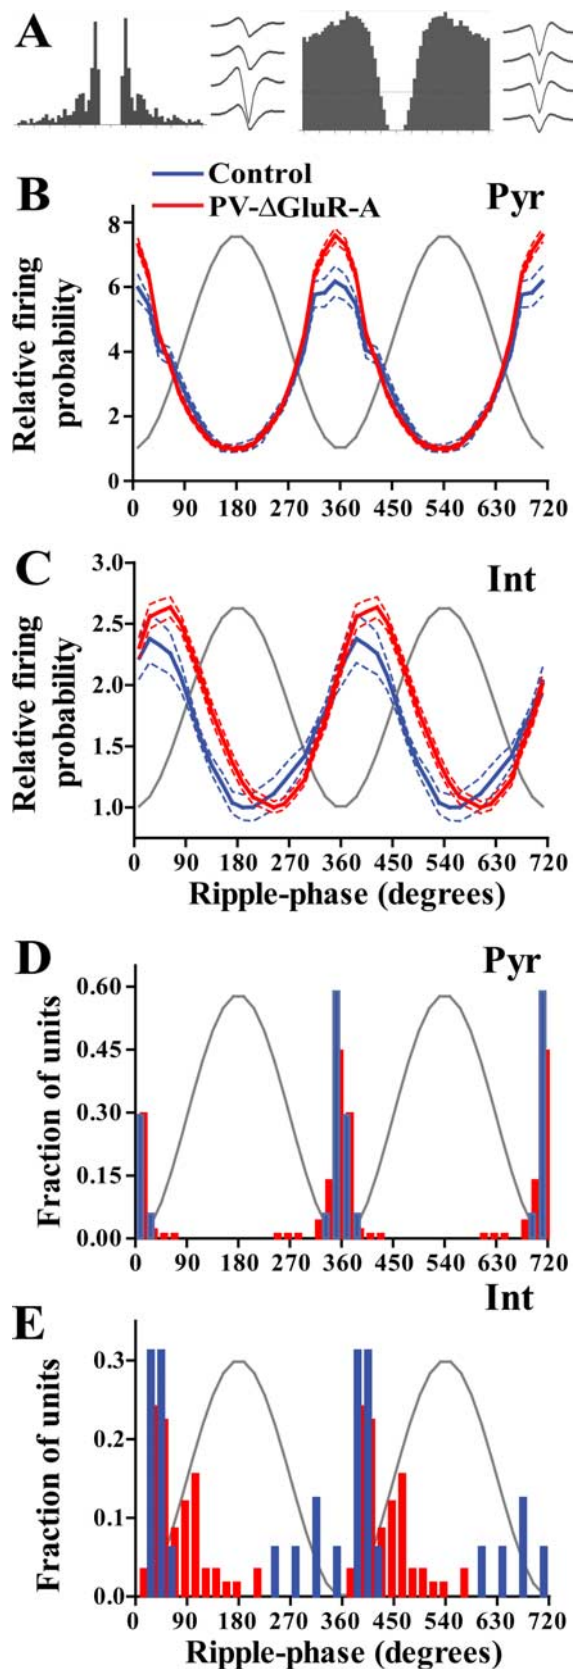 A
B
Control
PV-ΔGluR-A
Pyr
Relative firing
probability
8
6
4
2
0
0 90 180 270 360 450 540 630 720
C
Int
Relative firing
probability
3.0
2.5
2.0
1.5
1.0
0 90 180 270 360 450 540 630 720
Ripple-phase (degrees)
D
Pyr
Fraction of units
0.60
0.45
0.30
0.15
0.00
0 90 180 270 360 450 540 630 720
E
Int
Fraction of units
0.3
0.2
0.1
0.0
0 90 180 270 360 450 540 630 720
Ripple-phase (degrees)